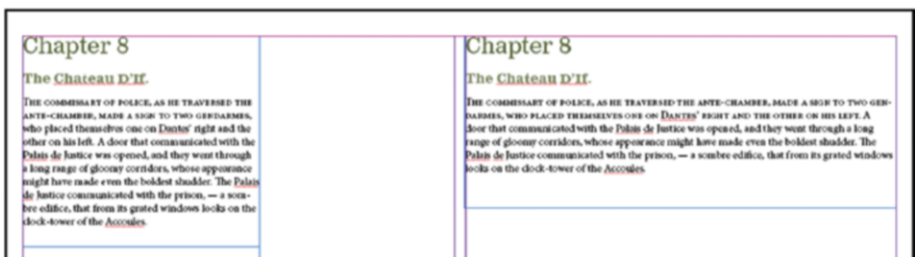 Chapter 8
The Chateau D'If.
THE COMMISSARY OF POLICE, AS HE TRAVERSED THE
ANTE-CHAMBER, MADE A SIGN TO TWO GENDARMES,
who placed themselves one on Dantes' right and the
other on his left. A door that communicated with the
Palais de Justice was opened, and they went through
a long range of gloomy corridors, whose appearance
might have made even the boldest shudder. The Palais
de Justice communicated with the prison, — a som-
bre edifice, that from its grated windows looks on the
clock-tower of the Accoules.
Chapter 8
The Chateau D'If.
THE COMMISSARY OF POLICE, AS HE TRAVERSED THE ANTE-CHAMBER, MADE A SIGN TO TWO GEN-
DARMES, WHO PLACED THEMSELVES ONE ON DANTES' RIGHT AND THE OTHER ON HIS LEFT. A
door that communicated with the Palais de Justice was opened, and they went through a long
range of gloomy corridors, whose appearance might have made even the boldest shudder. The
Palais de Justice communicated with the prison, — a sombre edifice, that from its grated windows
looks on the clock-tower of the Accoules.